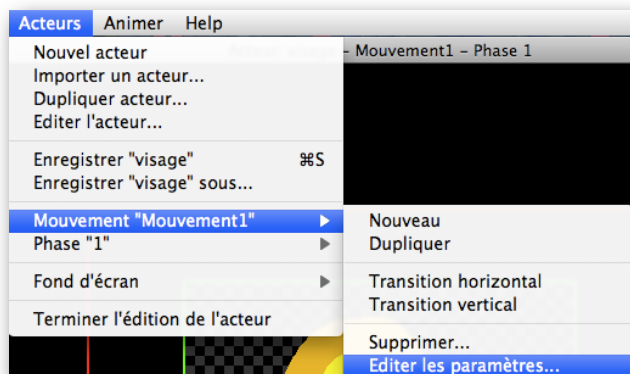 Acteurs Animer Help
– Mouvement1 – Phase 1
Nouvel acteur
Importer un acteur...
Dupliquer acteur...
Editer l'acteur...
Enregistrer "visage" ⌘S
Enregistrer "visage" sous...
Mouvement "Mouvement1"
Phase "1"
Fond d'écran
Terminer l'édition de l'acteur
Nouveau
Dupliquer
Transition horizontal
Transition vertical
Supprimer...
Editer les paramètres...